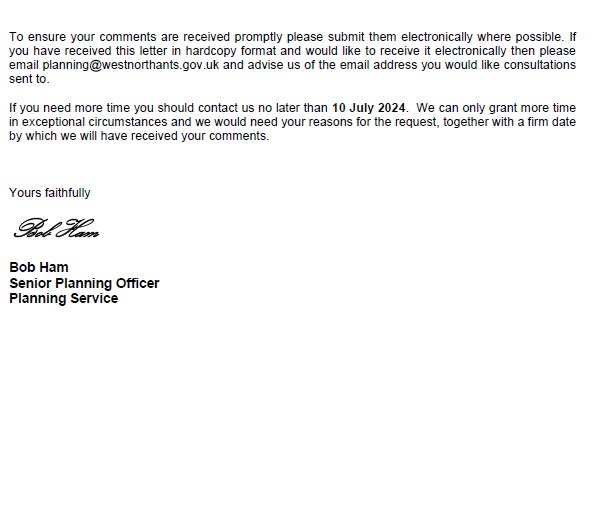 To ensure your comments are received promptly please submit them electronically where possible. If
you have received this letter in hardcopy format and would like to receive it electronically then please
email planning@westnorthants.gov.uk and advise us of the email address you would like consultations
sent to.
If you need more time you should contact us no later than 10 July 2024. We can only grant more time
in exceptional circumstances and we would need your reasons for the request, together with a firm date
by which we will have received your comments.
Yours faithfully
Bob Ham
Bob Ham
Senior Planning Officer
Planning Service